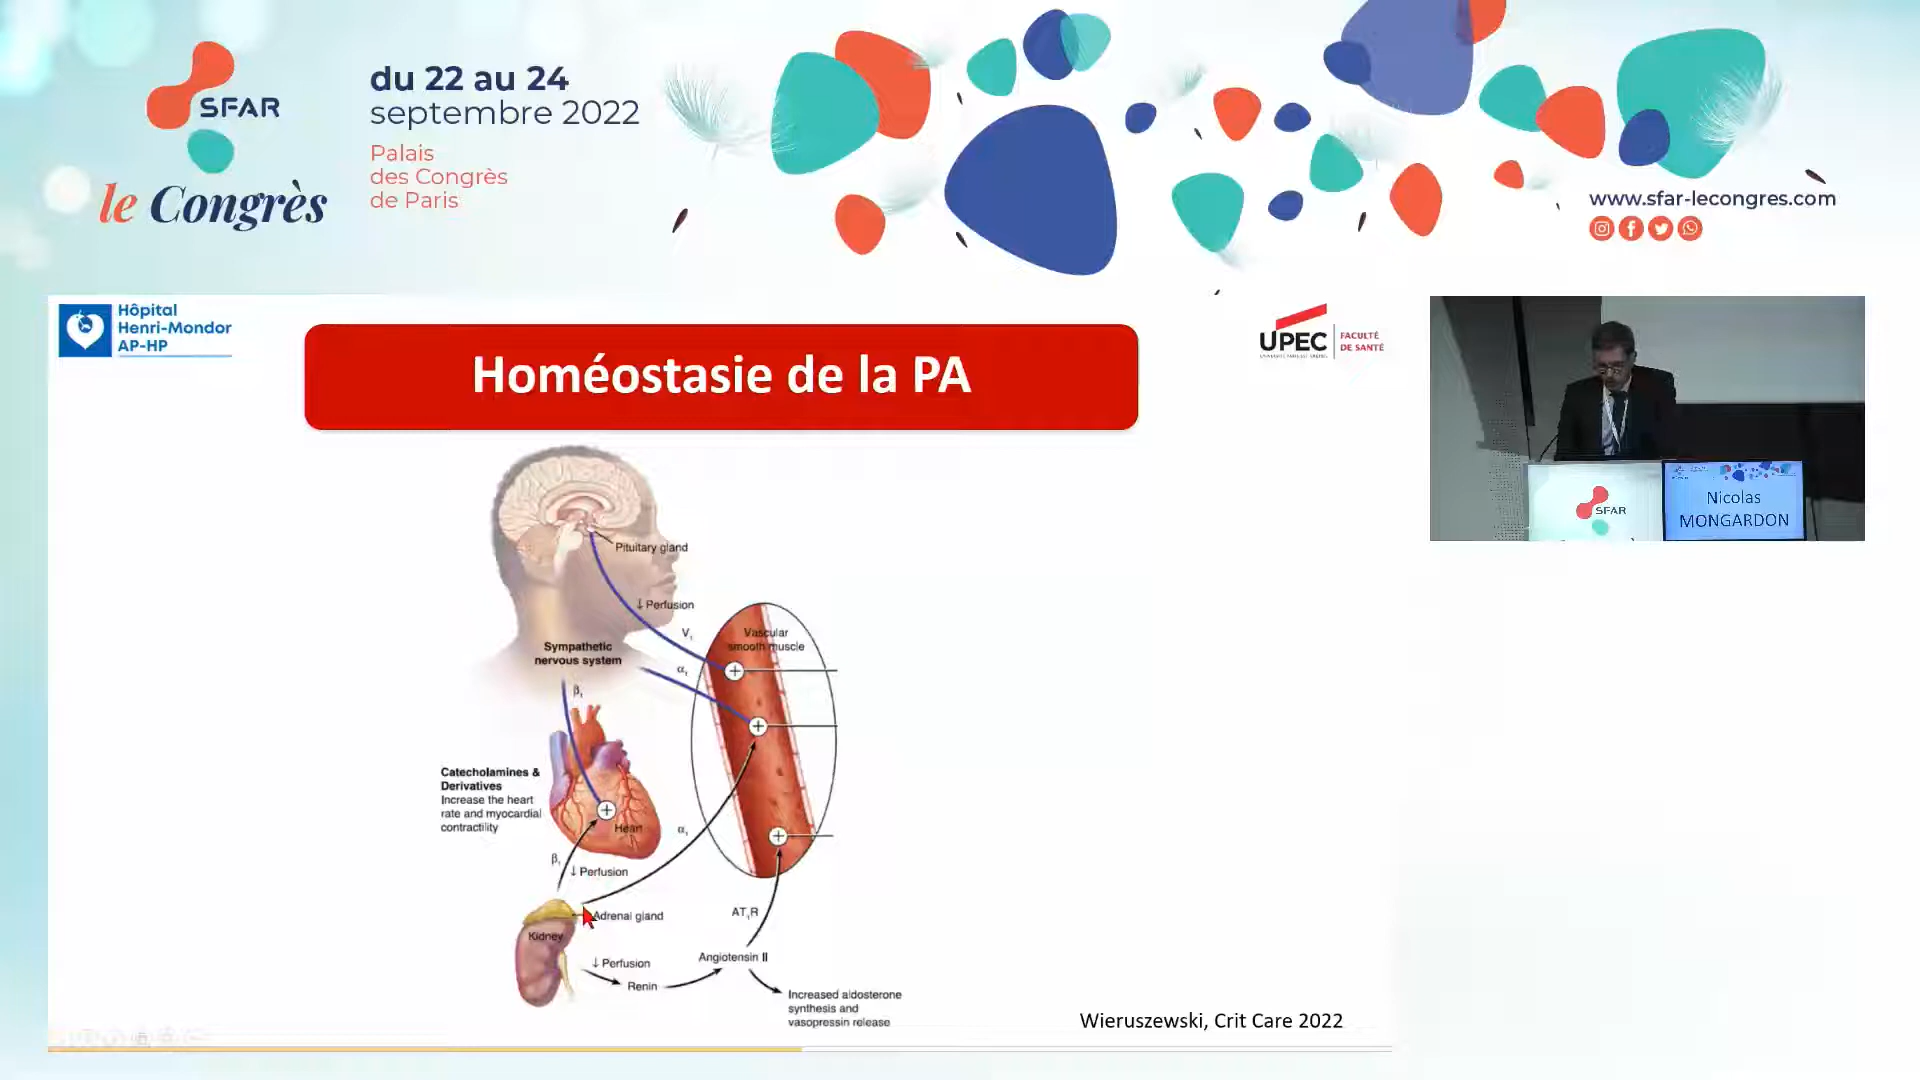 SFAR
le Congrès
du 22 au 24
septembre 2022
Palais
des Congrès
de Paris
www.sfar-lecongres.com
Hôpital
Henri-Mondor
AP-HP
Homéostasie de la PA
UPEC
FACULTÉ
DE SANTÉ
Pituitary gland
↓ Perfusion
V₁
Vascular
smooth muscle
Sympathetic
nervous system
α₁
β₁
Catecholamines &
Derivatives
Increase the heart
rate and myocardial
contractility
Heart
α₁
β₁
↓ Perfusion
Adrenal gland
Kidney
AT₁R
↓ Perfusion
Renin
Angiotensin II
Increased aldosterone
synthesis and
vasopressin release
Wieruszewski, Crit Care 2022
SFAR
Nicolas
MONGARDON